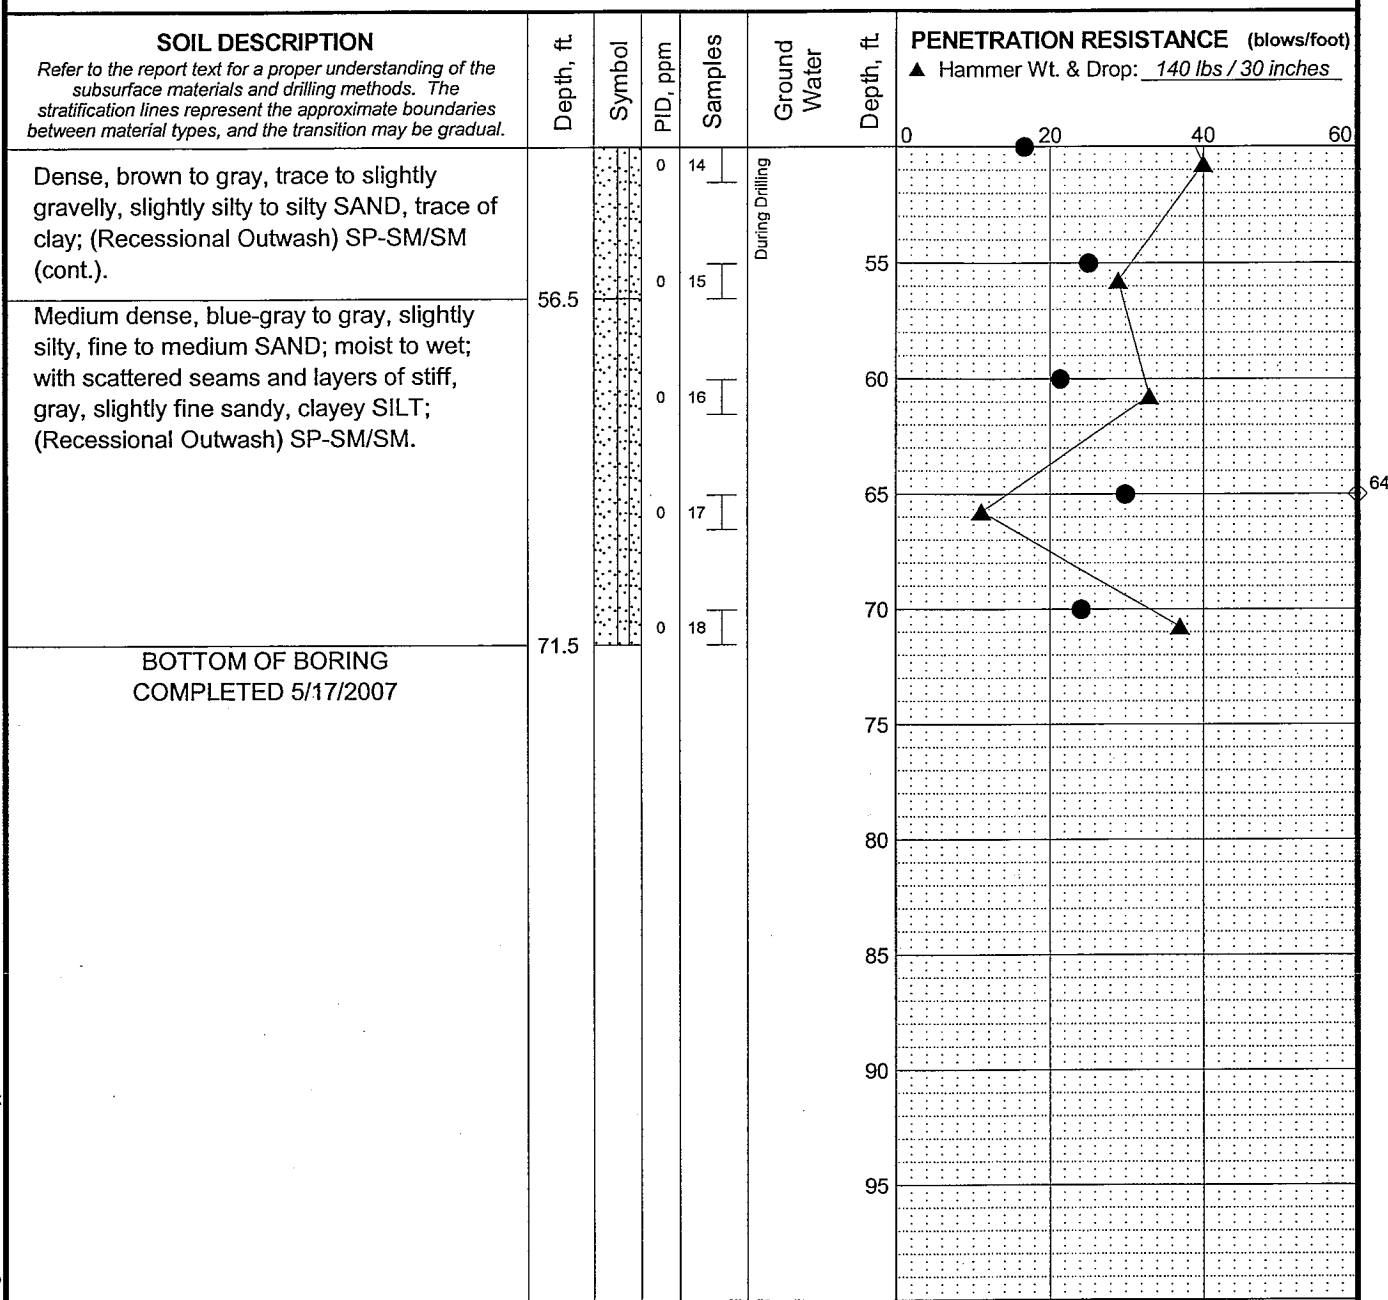 SOIL DESCRIPTION
Refer to the report text for a proper understanding of the
subsurface materials and drilling methods. The
stratification lines represent the approximate boundaries
between material types, and the transition may be gradual.
Depth, ft.
Symbol
PID, ppm
Samples
Ground
Water
Depth, ft.
PENETRATION RESISTANCE (blows/foot)
▲ Hammer Wt. & Drop: 140 lbs / 30 inches
0 20 40 60
Dense, brown to gray, trace to slightly
gravelly, slightly silty to silty SAND, trace of
clay; (Recessional Outwash) SP-SM/SM
(cont.).
56.5
Medium dense, blue-gray to gray, slightly
silty, fine to medium SAND; moist to wet;
with scattered seams and layers of stiff,
gray, slightly fine sandy, clayey SILT;
(Recessional Outwash) SP-SM/SM.
71.5
BOTTOM OF BORING
COMPLETED 5/17/2007
0 14
0 15
0 16
0 17
0 18
During Drilling
55
60
65
64
70
75
80
85
90
95